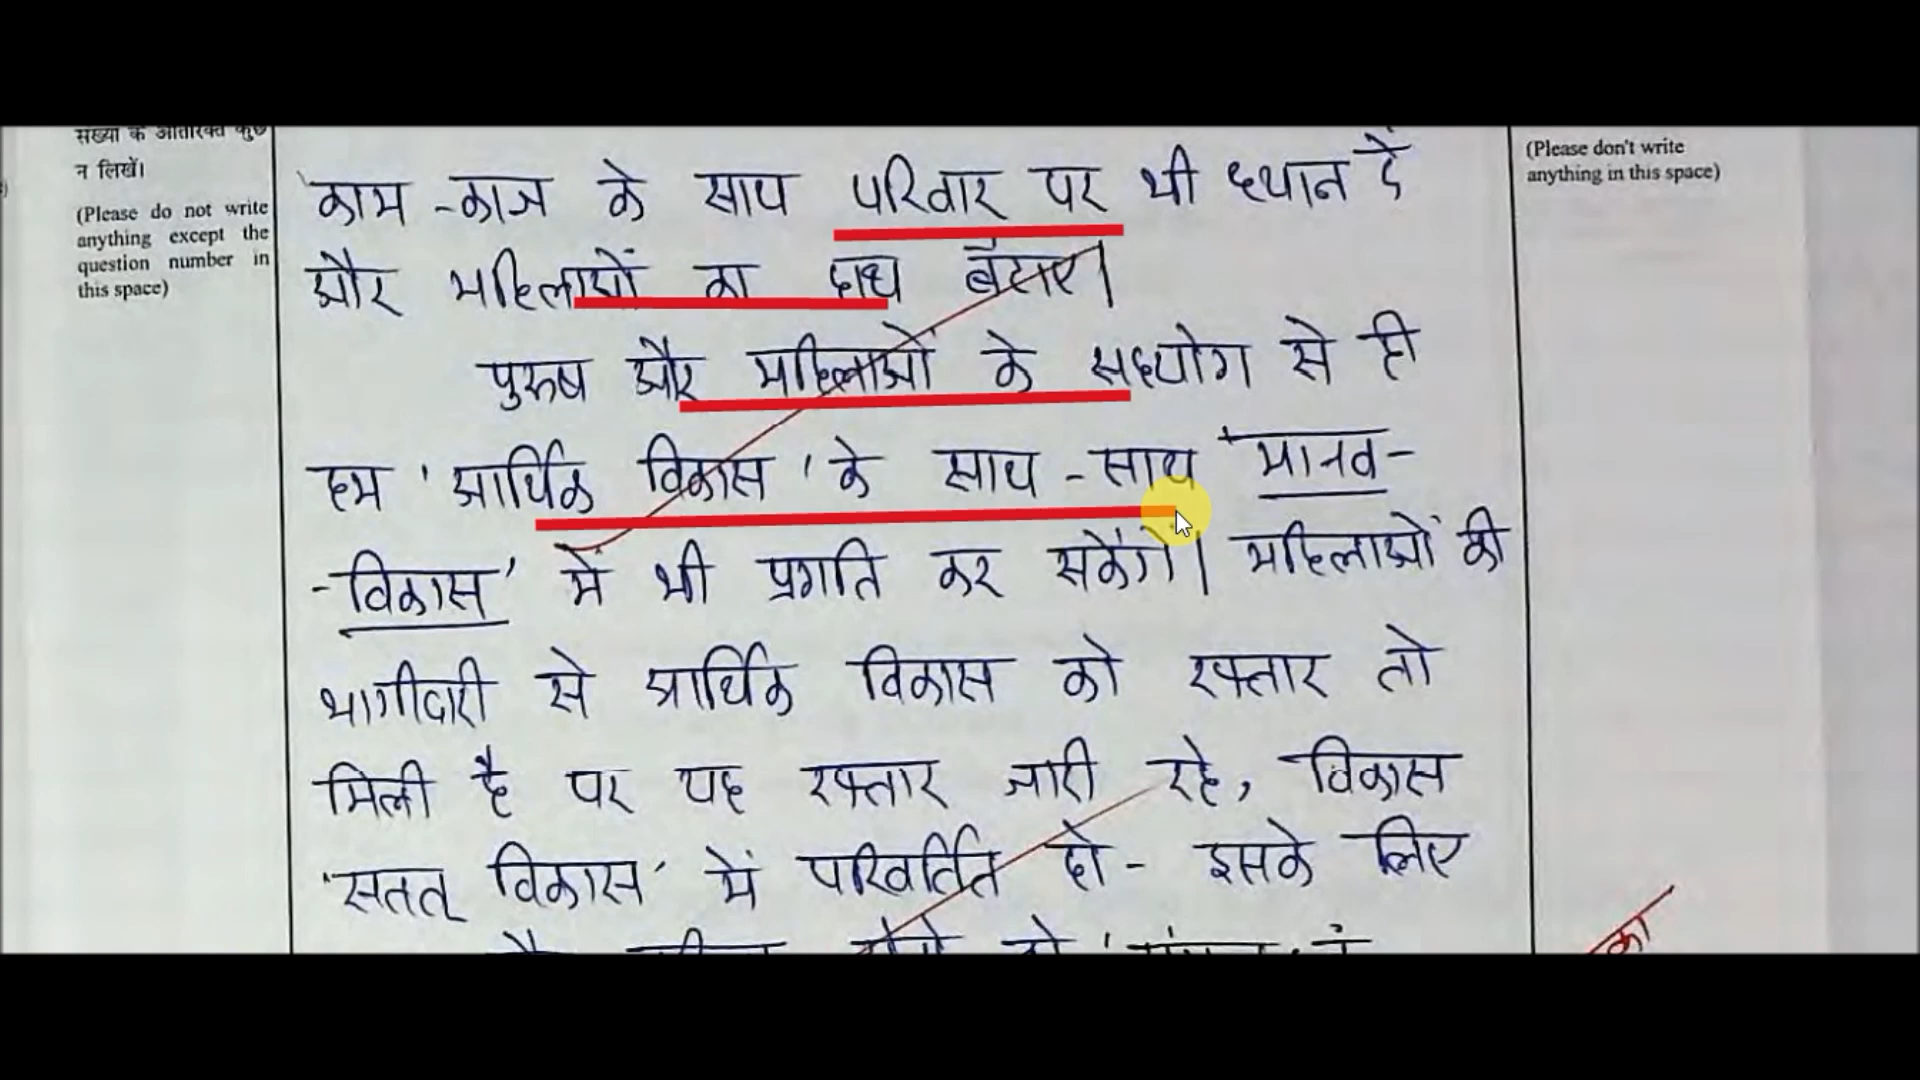 संख्या के अतिरिक्त कुछ
न लिखें।
(Please do not write
anything except the
question number in
this space)
काम-काज के साथ परिवार पर भी ध्यान दें
और महिलाओं का हाथ बँटाए।
पुरुष और महिलाओं के सहयोग से ही
हम 'आर्थिक विकास' के साथ-साथ 'मानव-
-विकास' में भी प्रगति कर सकेंगे। महिलाओं की
भागीदारी से आर्थिक विकास को रफ्तार तो
मिली है पर यह रफ्तार जारी रहे, विकास
'सतत् विकास' में परिवर्तित हो - इसके लिए
(Please don't write
anything in this space)
का